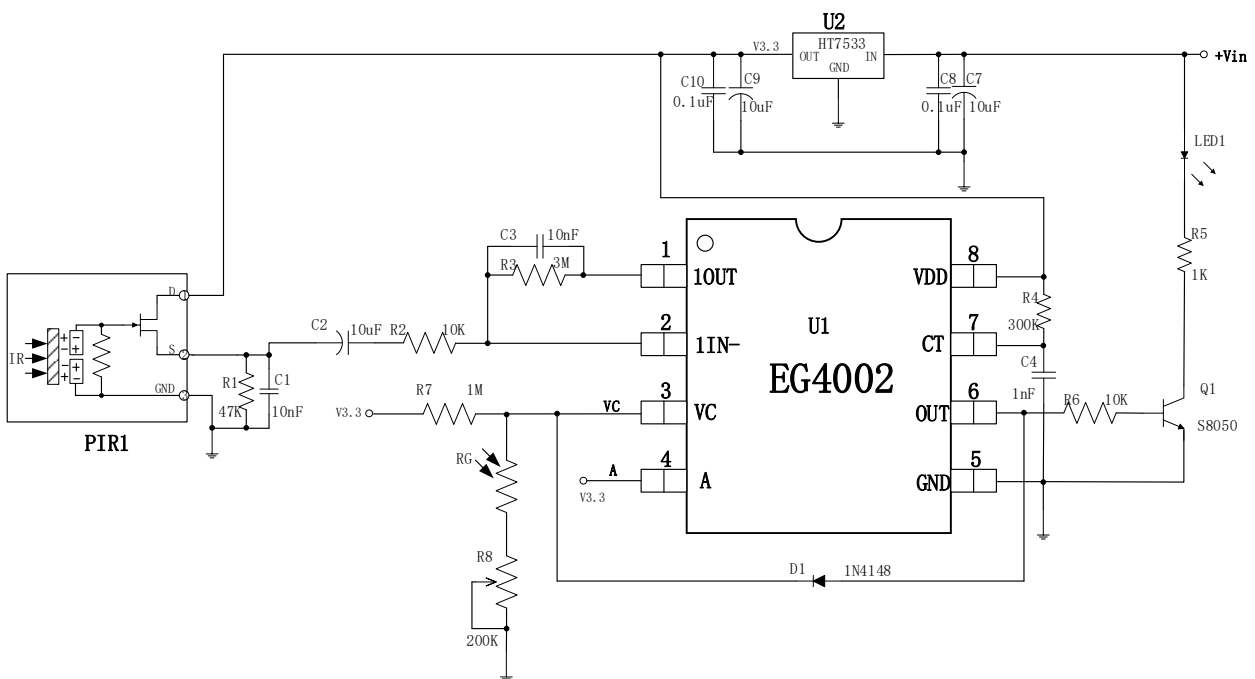 U2
HT7533
V3.3
OUT
IN
GND
+Vin
C10
0.1uF
C9
10uF
C8
0.1uF
C7
10uF
LED1
R5
1K
C3
10nF
R3
3M
1
1OUT
VDD
8
R4
300K
D
S
GND
IR
PIR1
C2
10uF
R2
10K
2
1IN-
U1
EG4002
CT
7
C4
1nF
R1
47K
C1
10nF
V3.3
R7
1M
VC
3
VC
OUT
6
R6
10K
Q1
S8050
RG
V3.3
A
4
A
GND
5
R8
200K
D1
1N4148